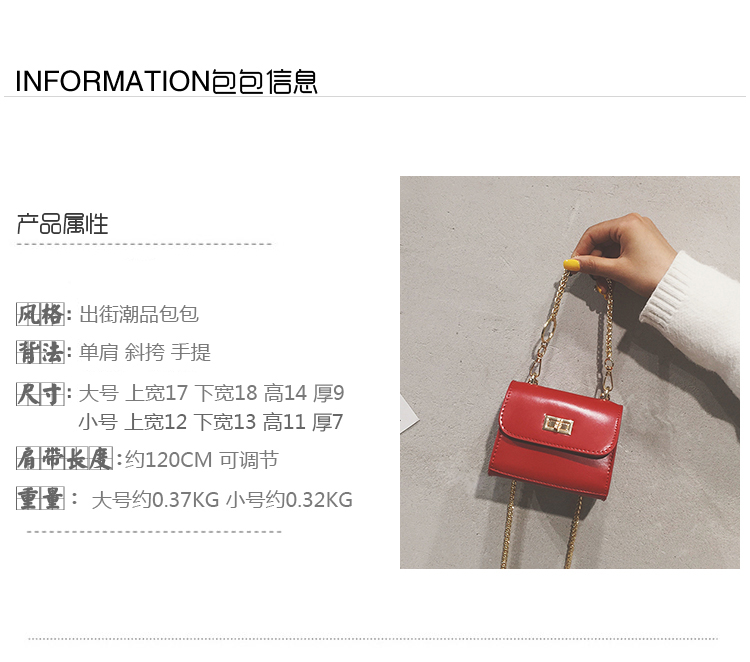 INFORMATION包包信息
产品属性
风格: 出街潮品包包
背法: 单肩 斜挎 手提
尺寸: 大号 上宽17 下宽18 高14 厚9
小号 上宽12 下宽13 高11 厚7
肩带长度:约120CM 可调节
重量: 大号约0.37KG 小号约0.32KG